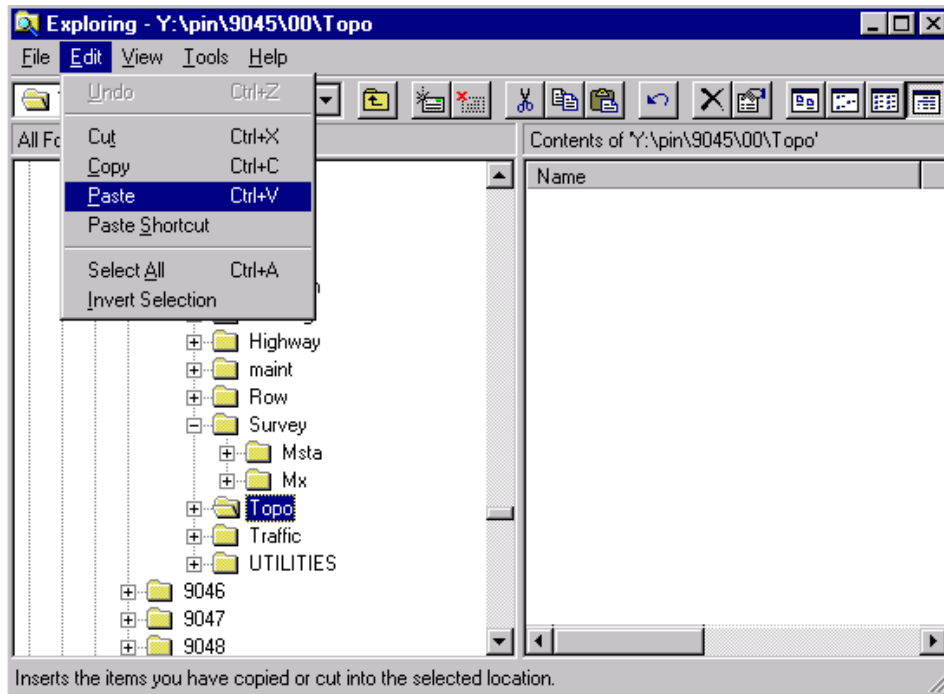 Exploring - Y:\pin\9045\00\Topo
File Edit View Tools Help
Undo Ctrl+Z
Cut Ctrl+X
Copy Ctrl+C
Paste Ctrl+V
Paste Shortcut
Select All Ctrl+A
Invert Selection
All Fo
Contents of 'Y:\pin\9045\00\Topo'
Name
Highway
maint
Row
Survey
Msta
Mx
Topo
Traffic
UTILITIES
9046
9047
9048
Inserts the items you have copied or cut into the selected location.